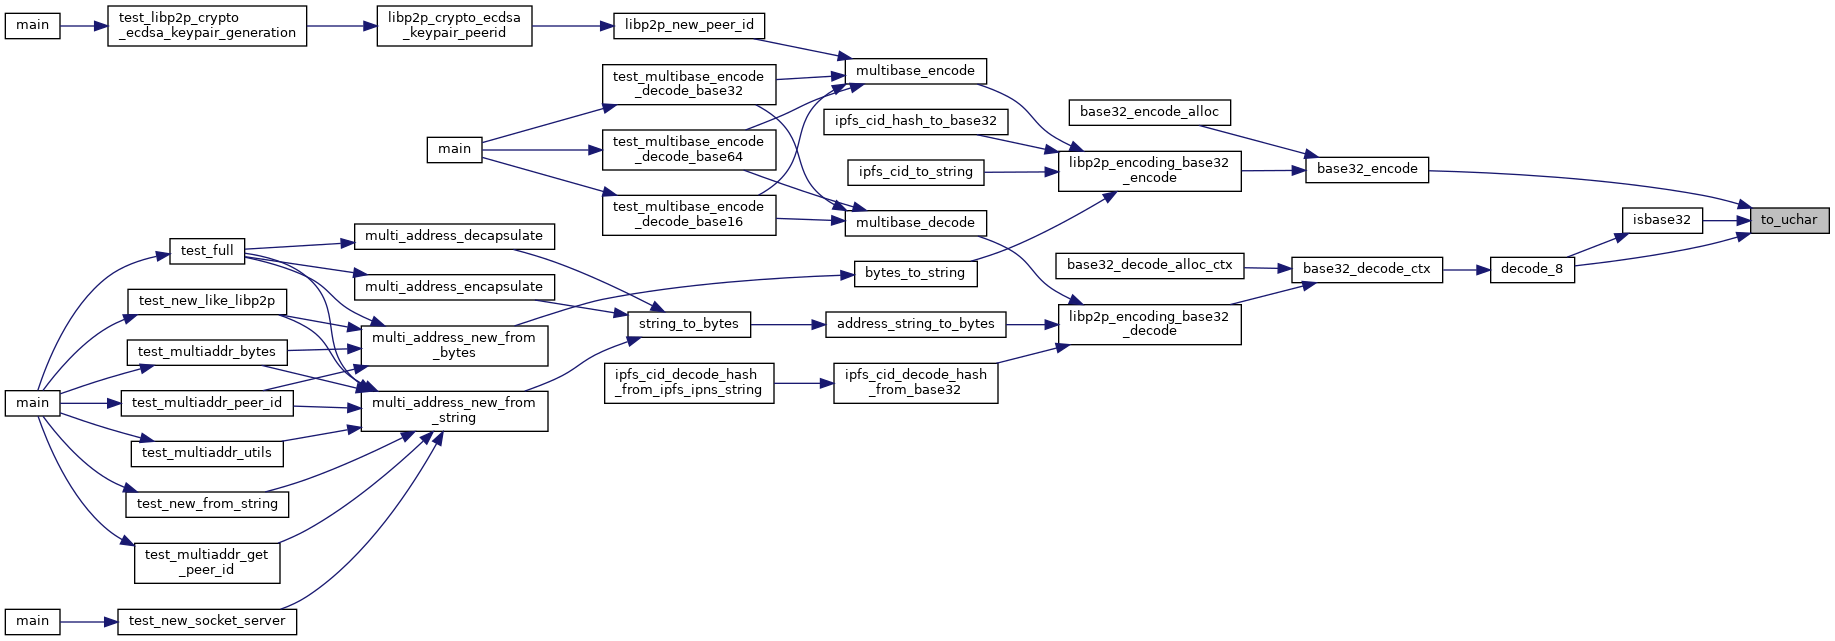 main
test_libp2p_crypto
_ecdsa_keypair_generation
libp2p_crypto_ecdsa
_keypair_peerid
libp2p_new_peer_id
multibase_encode
test_multibase_encode
_decode_base32
base32_encode_alloc
ipfs_cid_hash_to_base32
main
test_multibase_encode
_decode_base64
libp2p_encoding_base32
_encode
base32_encode
ipfs_cid_to_string
test_multibase_encode
_decode_base16
multibase_decode
isbase32
to_uchar
multi_address_decapsulate
test_full
bytes_to_string
base32_decode_alloc_ctx
base32_decode_ctx
decode_8
multi_address_encapsulate
test_new_like_libp2p
string_to_bytes
address_string_to_bytes
libp2p_encoding_base32
_decode
multi_address_new_from
_bytes
test_multiaddr_bytes
ipfs_cid_decode_hash
_from_ipfs_ipns_string
ipfs_cid_decode_hash
_from_base32
main
test_multiaddr_peer_id
multi_address_new_from
_string
test_multiaddr_utils
test_new_from_string
test_multiaddr_get
_peer_id
main
test_new_socket_server